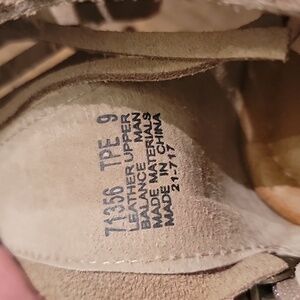 71356 TPE 9
LEATHER UPPER
BALANCE MAN
MADE MATERIALS
MADE IN CHINA
21-717